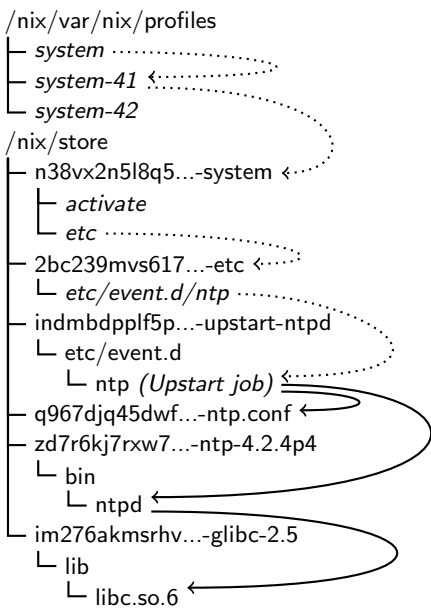 /nix/var/nix/profiles
system
system-41
system-42
/nix/store
n38vx2n5l8q5...-system
activate
etc
2bc239mvs617...-etc
etc/event.d/ntp
indmbdpplf5p...-upstart-ntpd
etc/event.d
ntp (Upstart job)
q967djq45dwf...-ntp.conf
zd7r6kj7rxw7...-ntp-4.2.4p4
bin
ntpd
im276akmsrhv...-glibc-2.5
lib
libc.so.6